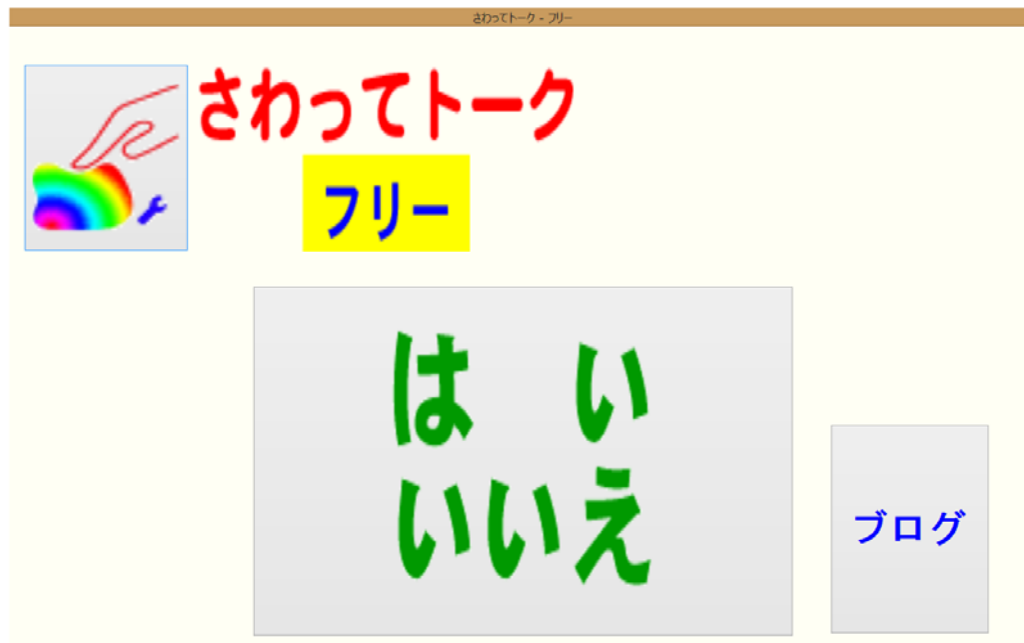 さわってトーク - フリー
さわってトーク
フリー
は　い
いいえ
ブログ